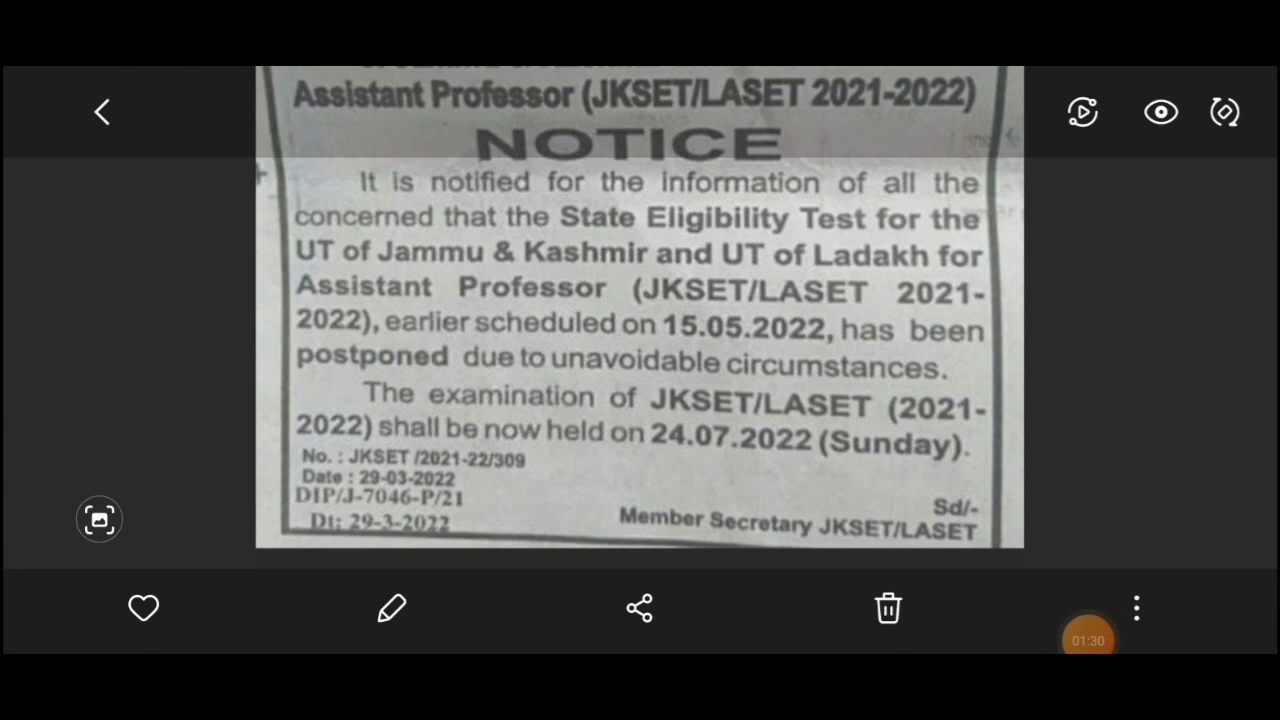 Assistant Professor (JKSET/LASET 2021-2022)
NOTICE
It is notified for the information of all the
concerned that the State Eligibility Test for the
UT of Jammu & Kashmir and UT of Ladakh for
Assistant Professor (JKSET/LASET 2021-
2022), earlier scheduled on 15.05.2022, has been
postponed due to unavoidable circumstances.
The examination of JKSET/LASET (2021-
2022) shall be now held on 24.07.2022 (Sunday).
No. : JKSET /2021-22/309
Date : 29-03-2022
DIP/J-7046-P/21
Dt: 29-3-2022
Sd/-
Member Secretary JKSET/LASET
01:30